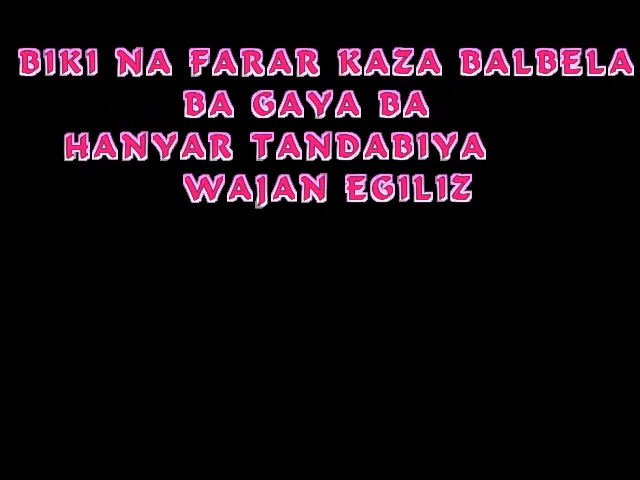 BIKI NA FARAR KAZA BALBELA
BA GAYA BA
HANYAR TANDABIYA
WAJAN EGILIZ